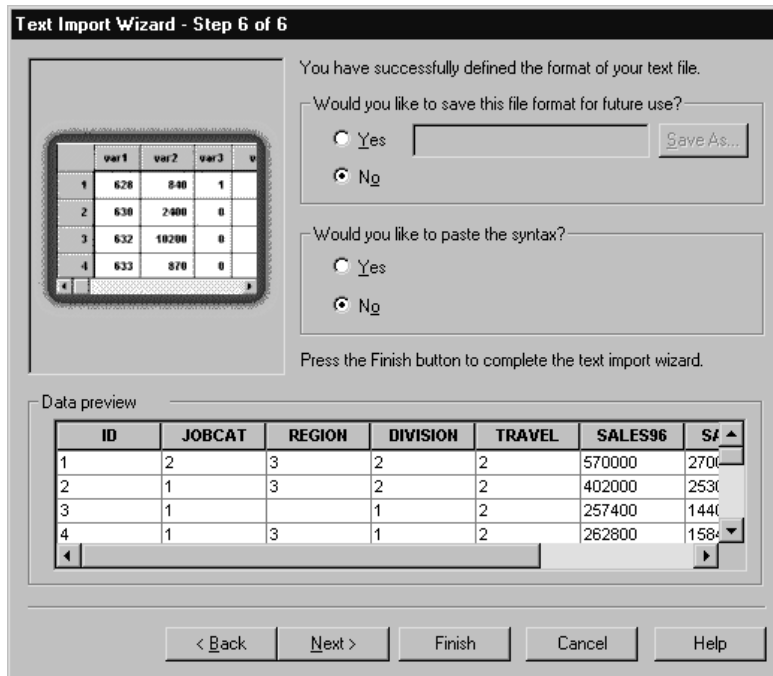 Text Import Wizard - Step 6 of 6
You have successfully defined the format of your text file.
Would you like to save this file format for future use?
Yes
Save As...
No
var1 var2 var3 v
1 628 840 1
2 630 2400 0
3 632 10200 0
4 633 870 0
Would you like to paste the syntax?
Yes
No
Press the Finish button to complete the text import wizard.
Data preview
ID JOBCAT REGION DIVISION TRAVEL SALES96 SA
1 2 3 2 2 570000 2700
2 1 3 2 2 402000 2530
3 1 1 2 257400 1440
4 1 3 1 2 262800 1584
< Back Next > Finish Cancel Help